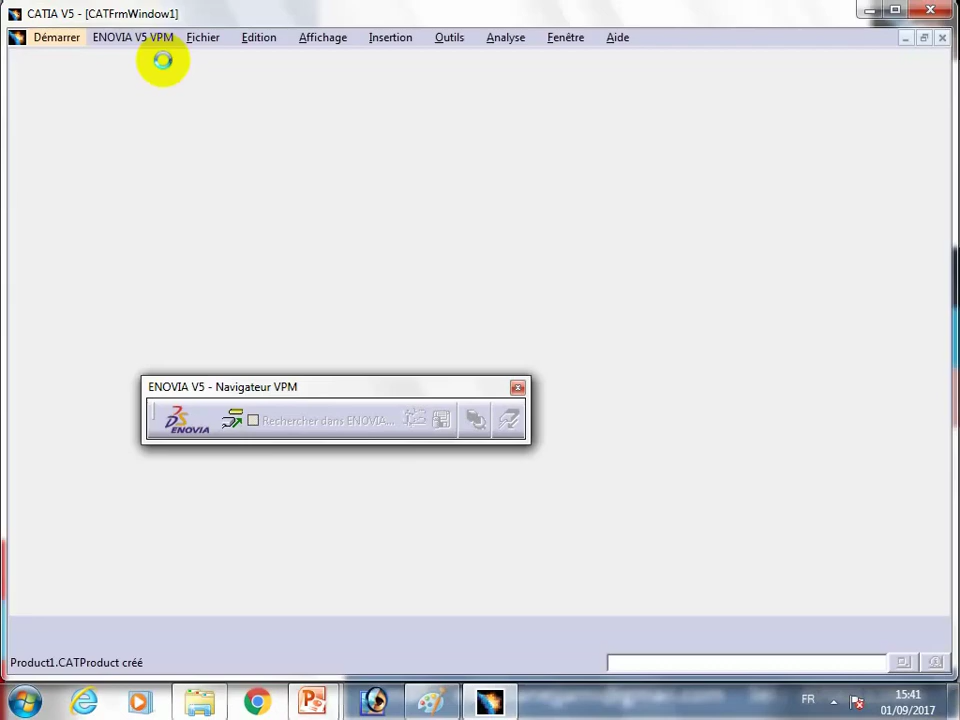 CATIA V5 - [CATFrmWindow1]
Démarrer ENOVIA V5 VPM Fichier Edition Affichage Insertion Outils Analyse Fenêtre Aide
ENOVIA V5 - Navigateur VPM
DS ENOVIA Rechercher dans ENOVIA...
Product1.CATProduct créé
FR 15:41
01/09/2017